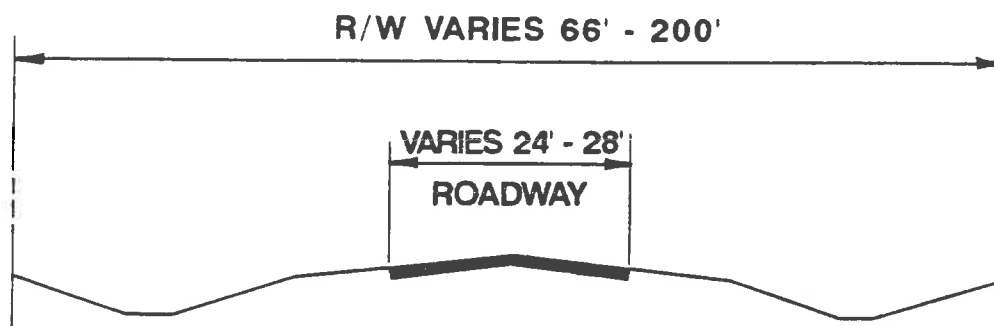 R/W VARIES 66' - 200'
VARIES 24' - 28'
ROADWAY